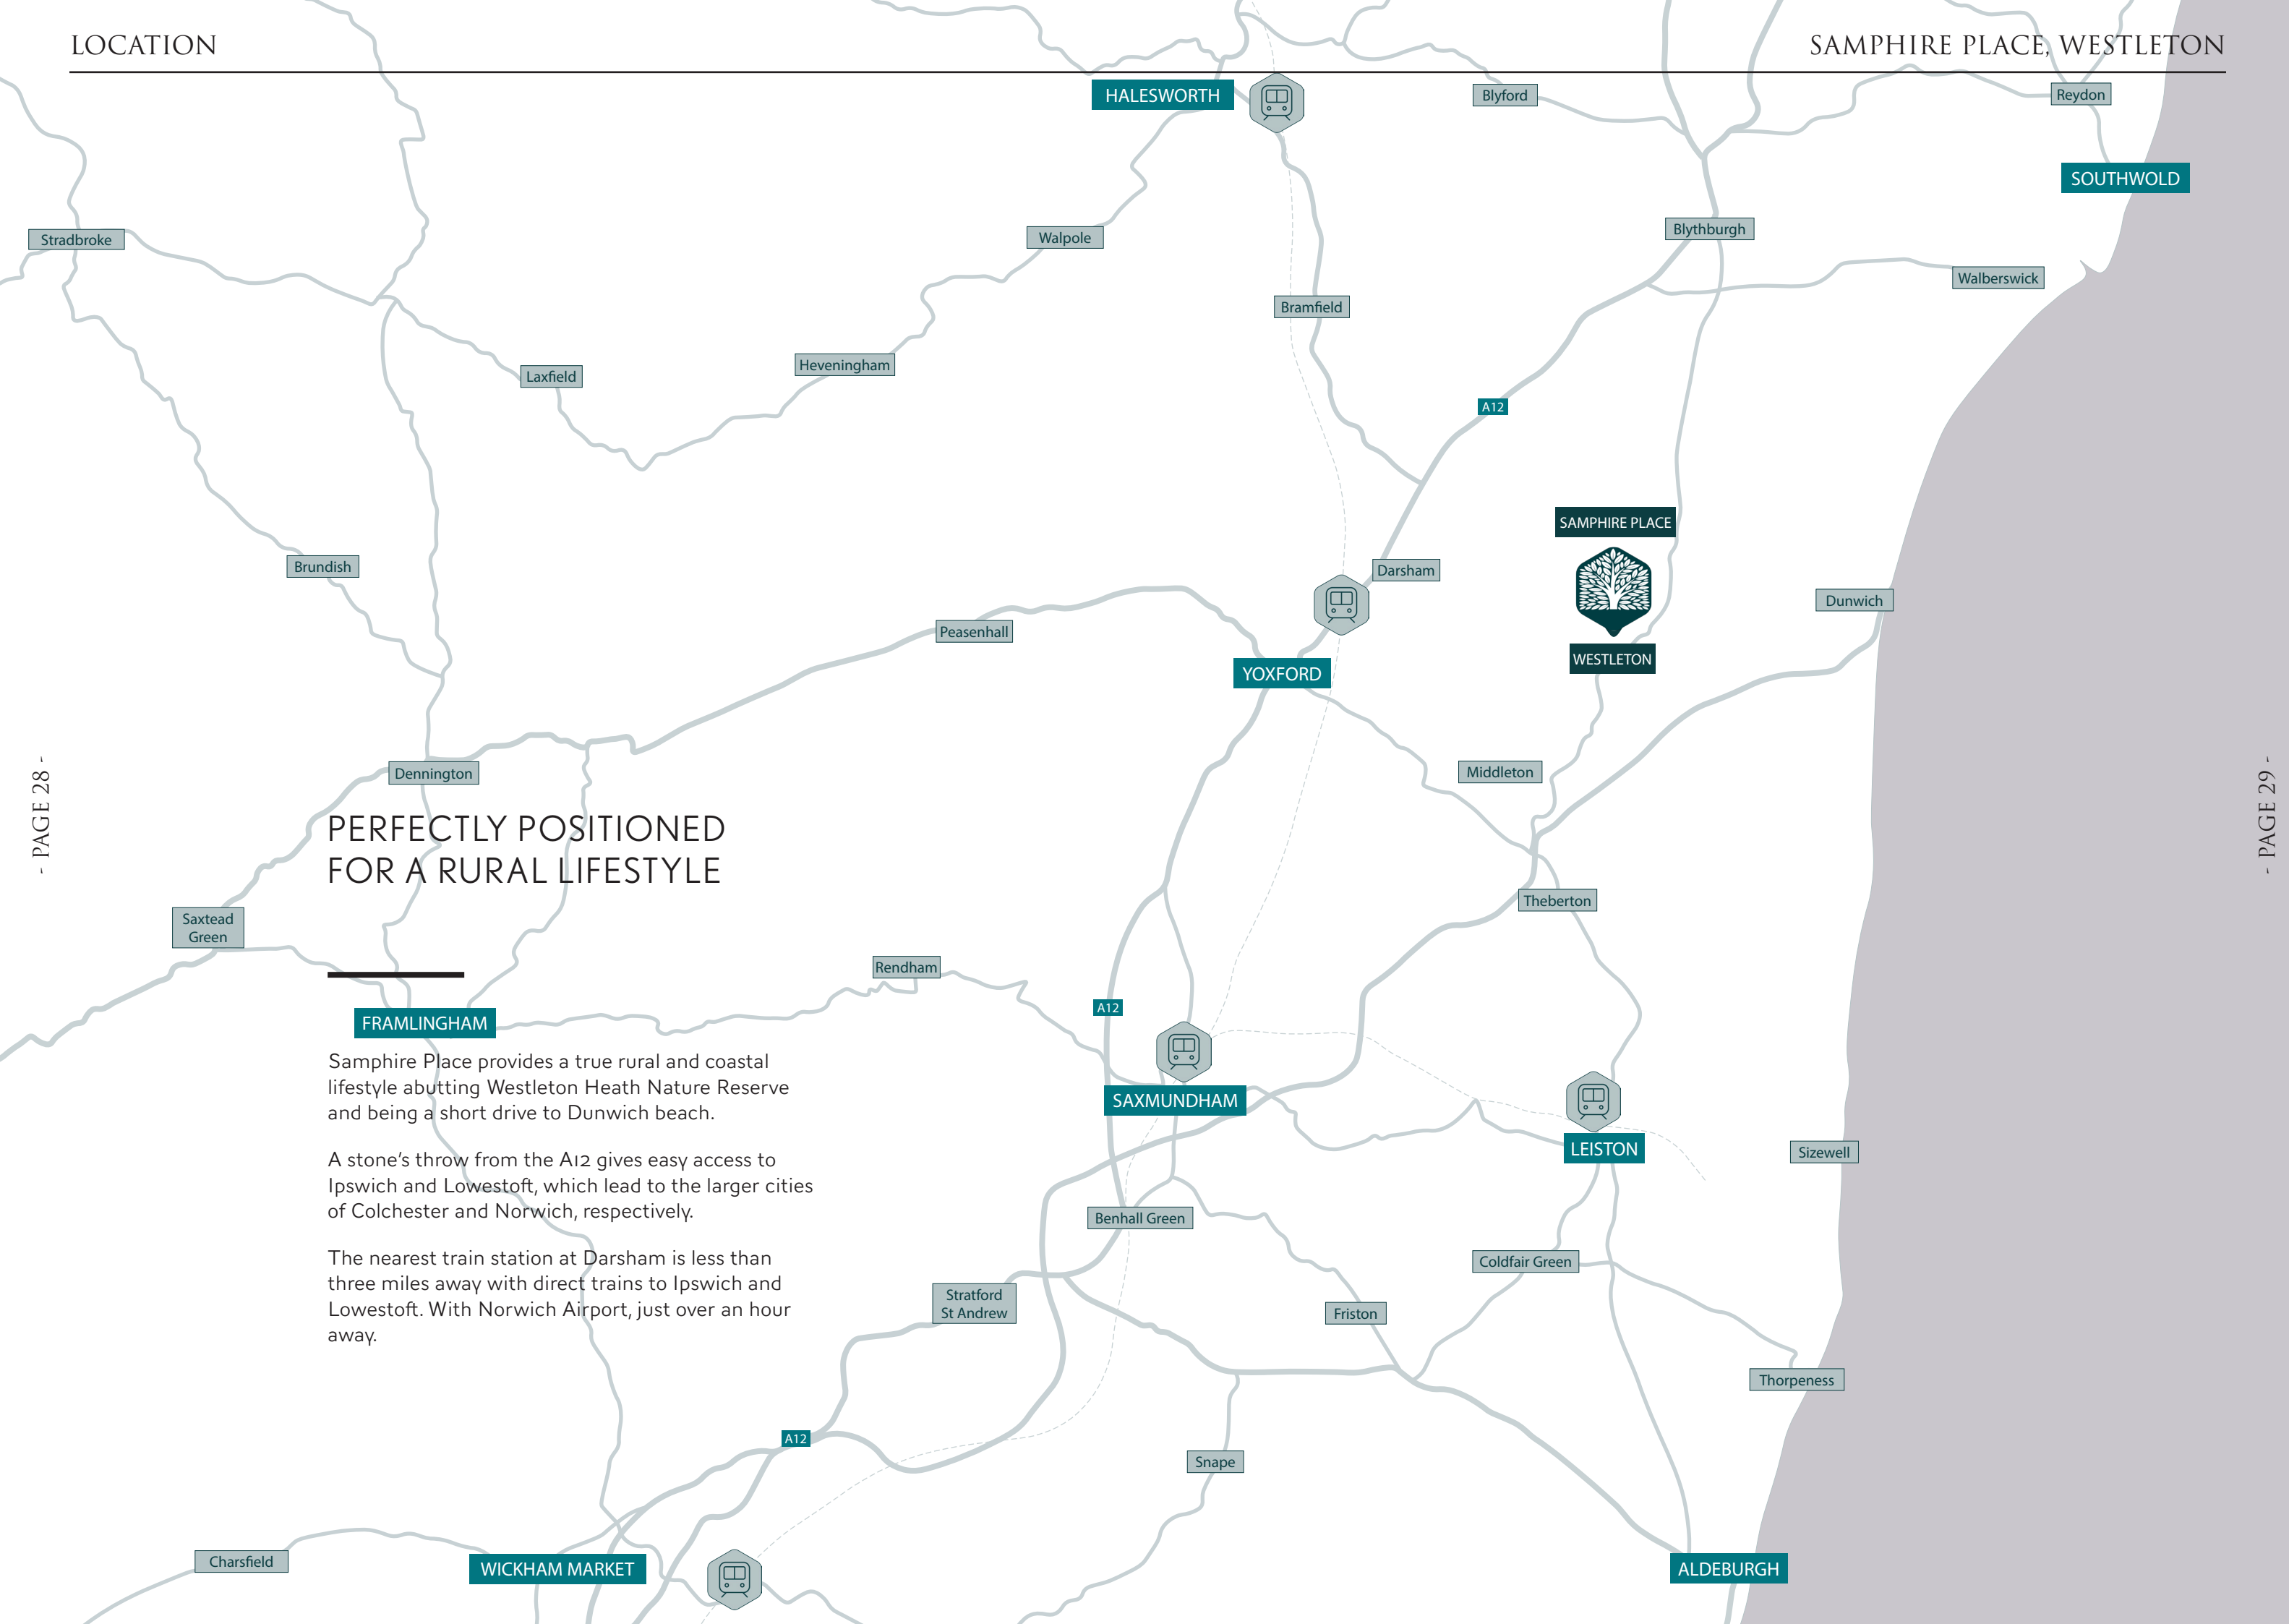 LOCATION
SAMPHIRE PLACE, WESTLETON
HALESWORTH
Blyford
Reydon
SOUTHWOLD
Stradbroke
Walpole
Blythburgh
Walberswick
Bramfield
Laxfield
Heveningham
A12
SAMPHIRE PLACE
Brundish
Darsham
Dunwich
Peasenhall
WESTLETON
YOXFORD
Dennington
Middleton
- PAGE 28 -
- PAGE 29 -
PERFECTLY POSITIONED
FOR A RURAL LIFESTYLE
Theberton
Saxtead
Green
Rendham
A12
FRAMLINGHAM
Samphire Place provides a true rural and coastal
lifestyle abutting Westleton Heath Nature Reserve
and being a short drive to Dunwich beach.
A stone's throw from the A12 gives easy access to
Ipswich and Lowestoft, which lead to the larger cities
of Colchester and Norwich, respectively.
The nearest train station at Darsham is less than
three miles away with direct trains to Ipswich and
Lowestoft. With Norwich Airport, just over an hour
away.
SAXMUNDHAM
LEISTON
Sizewell
Benhall Green
Coldfair Green
Stratford
St Andrew
Friston
Thorpeness
A12
Snape
Charsfield
WICKHAM MARKET
ALDEBURGH